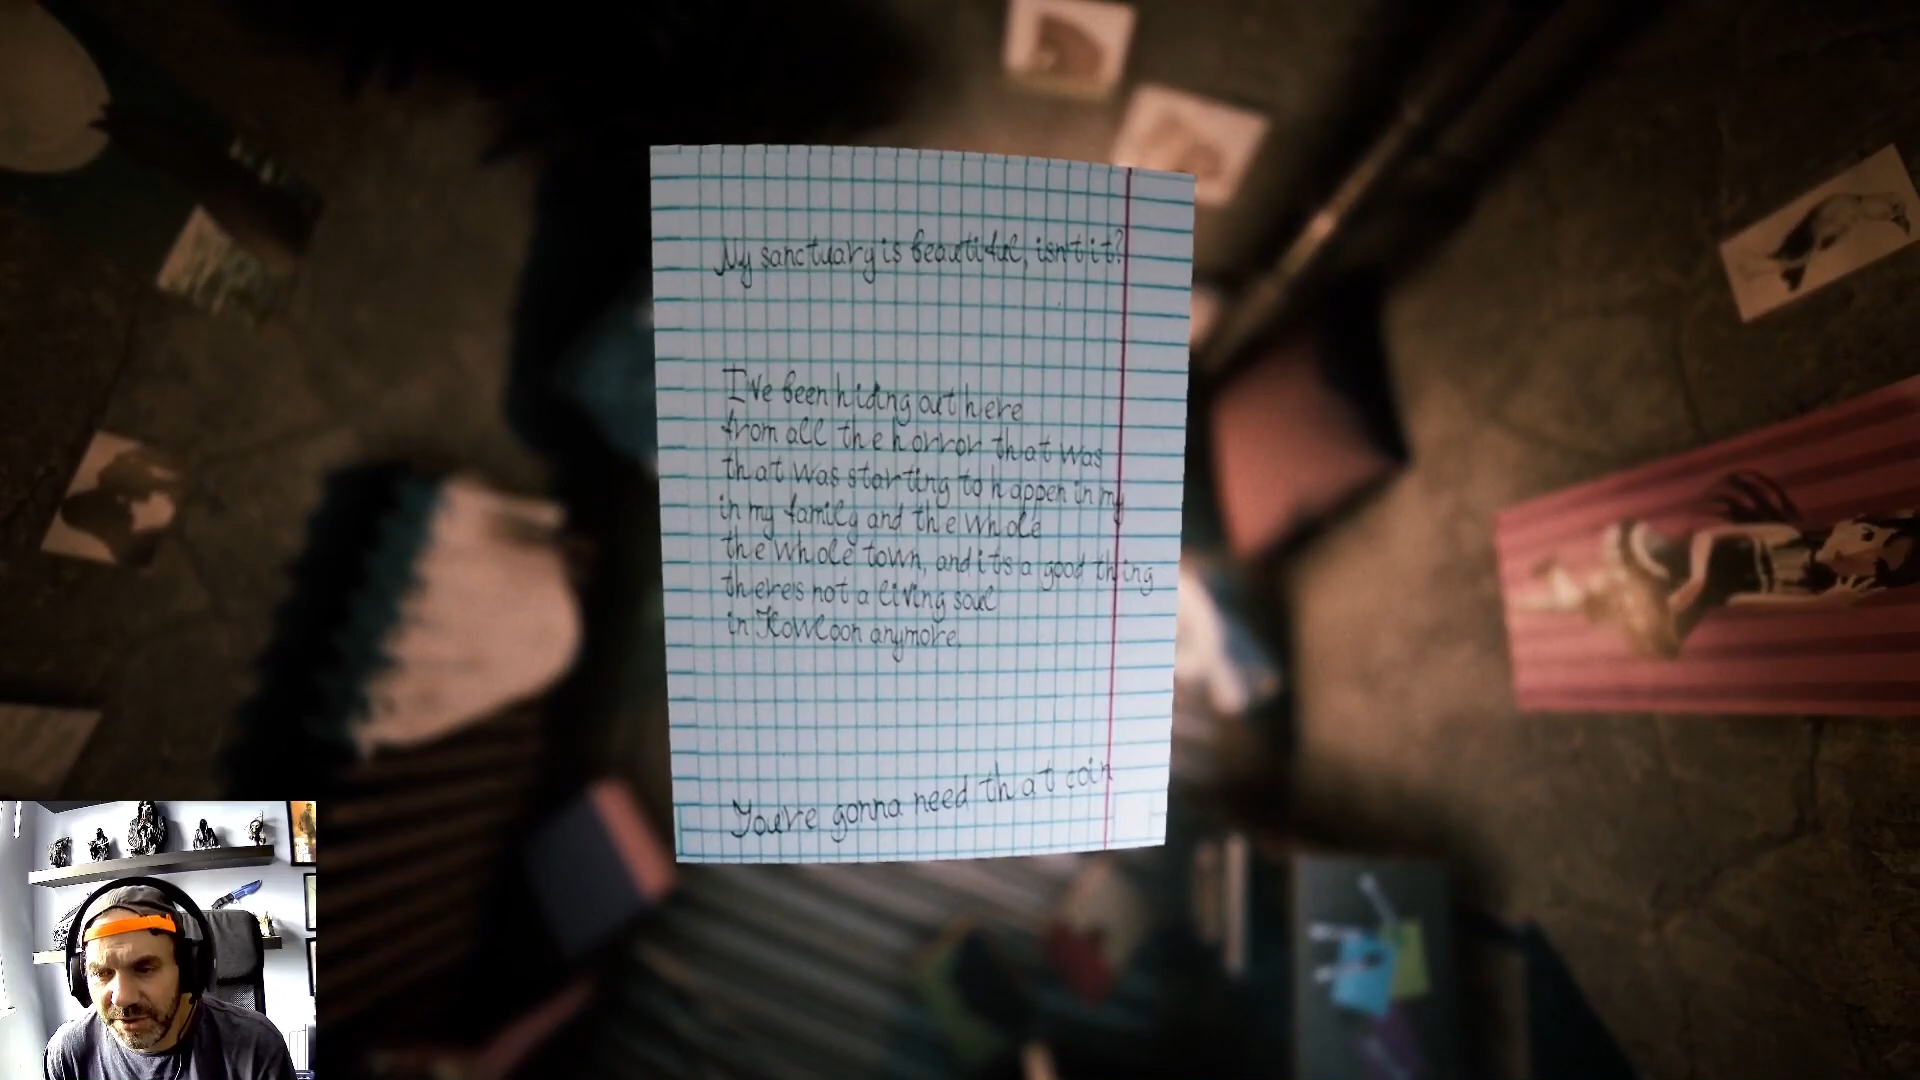 My sanctuary is beautiful, isn't it?
I've been hiding out here
from all the horror that was
that was starting to happen in my
in my family and the whole
the whole town, and it's a good thing
there's not a living soul
in Kowloon anymore.
You're gonna need that coin